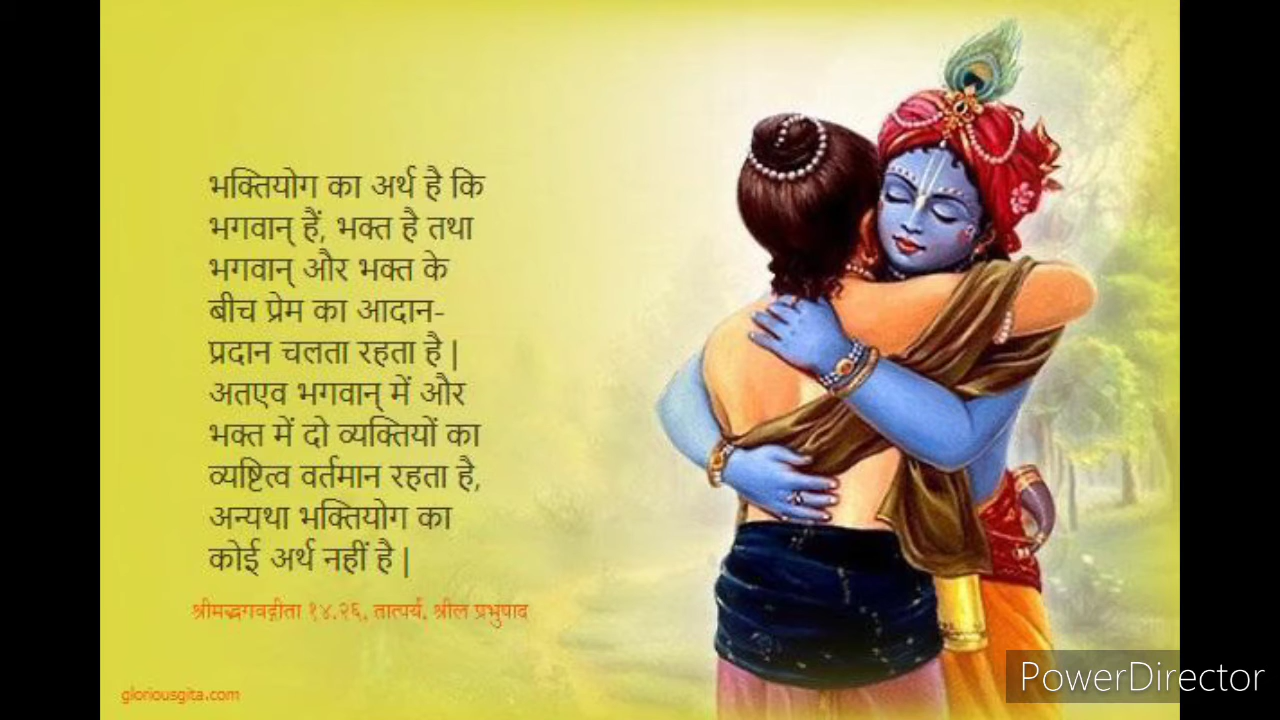 भक्तियोग का अर्थ है कि
भगवान् हैं, भक्त है तथा
भगवान् और भक्त के
बीच प्रेम का आदान-
प्रदान चलता रहता है |
अतएव भगवान् में और
भक्त में दो व्यक्तियों का
व्यष्टित्व वर्तमान रहता है,
अन्यथा भक्तियोग का
कोई अर्थ नहीं है |
श्रीमद्भगवद्गीता १४.२६, तात्पर्य, श्रील प्रभुपाद
gloriousgita.com
PowerDirector